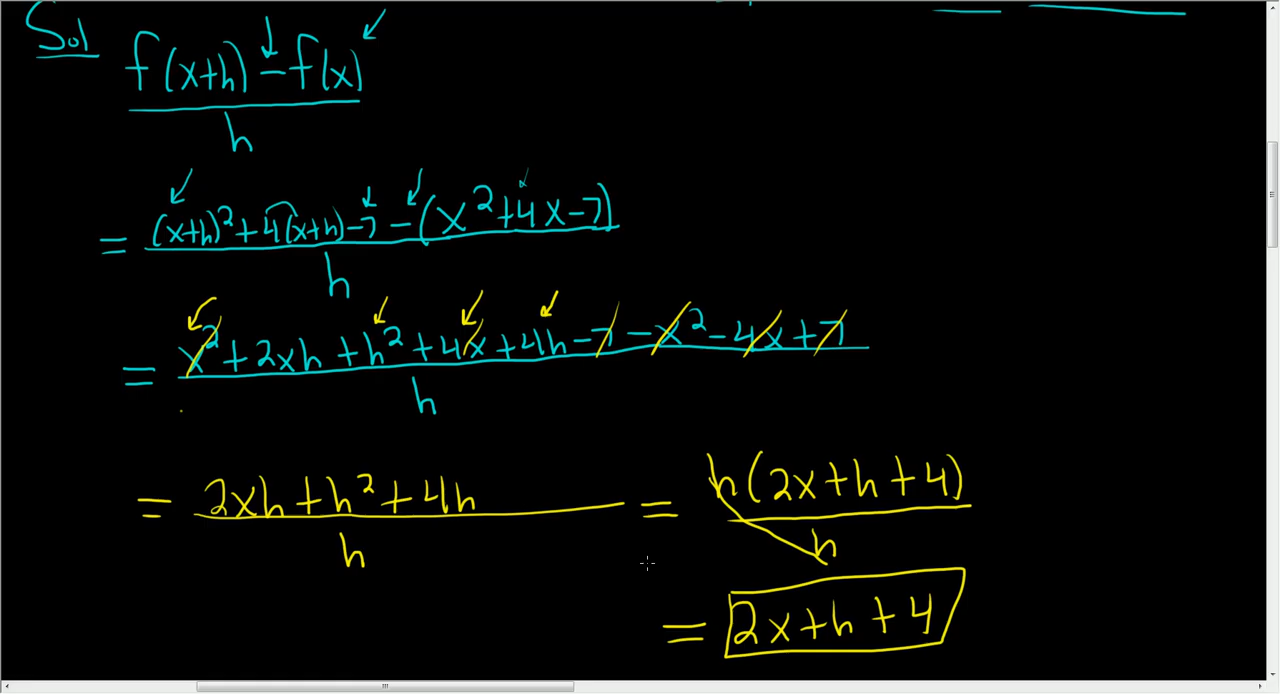 Sol
f(x+h) - f(x)
h
= (x+h)² + 4(x+h) - 7 - (x² + 4x - 7)
h
= x² + 2xh + h² + 4x + 4h - 7 - x² - 4x + 7
h
= 2xh + h² + 4h = h(2x + h + 4)
h h
= 2x + h + 4